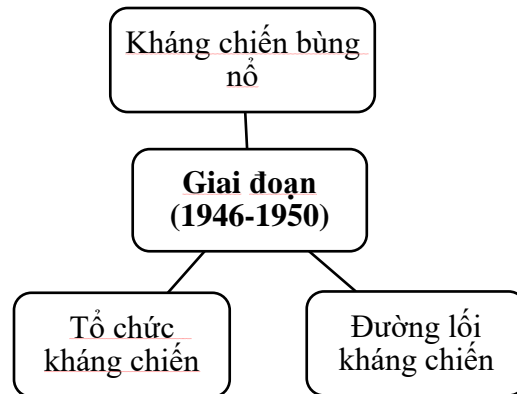 Kháng chiến bùng
nổ
Giai đoạn
(1946-1950)
Tổ chức
kháng chiến
Đường lối
kháng chiến